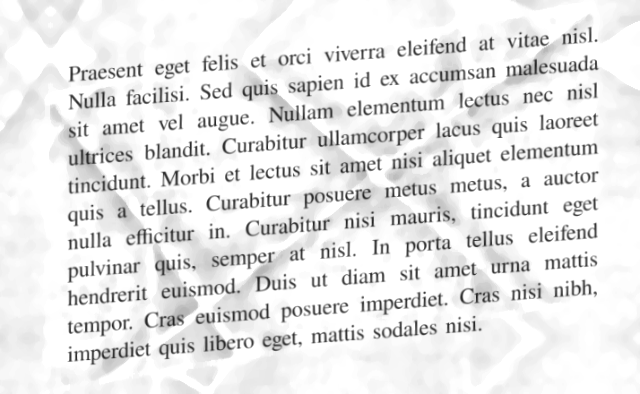 Praesent eget felis et orci viverra eleifend at vitae nisl.
Nulla facilisi. Sed quis sapien id ex accumsan malesuada
sit amet vel augue. Nullam elementum lectus nec nisl
ultrices blandit. Curabitur ullamcorper lacus quis laoreet
tincidunt. Morbi et lectus sit amet nisi aliquet elementum
quis a tellus. Curabitur posuere metus metus, a auctor
nulla efficitur in. Curabitur nisi mauris, tincidunt eget
pulvinar quis, semper at nisl. In porta tellus eleifend
hendrerit euismod. Duis ut diam sit amet urna mattis
tempor. Cras euismod posuere imperdiet. Cras nisi nibh,
imperdiet quis libero eget, mattis sodales nisi.